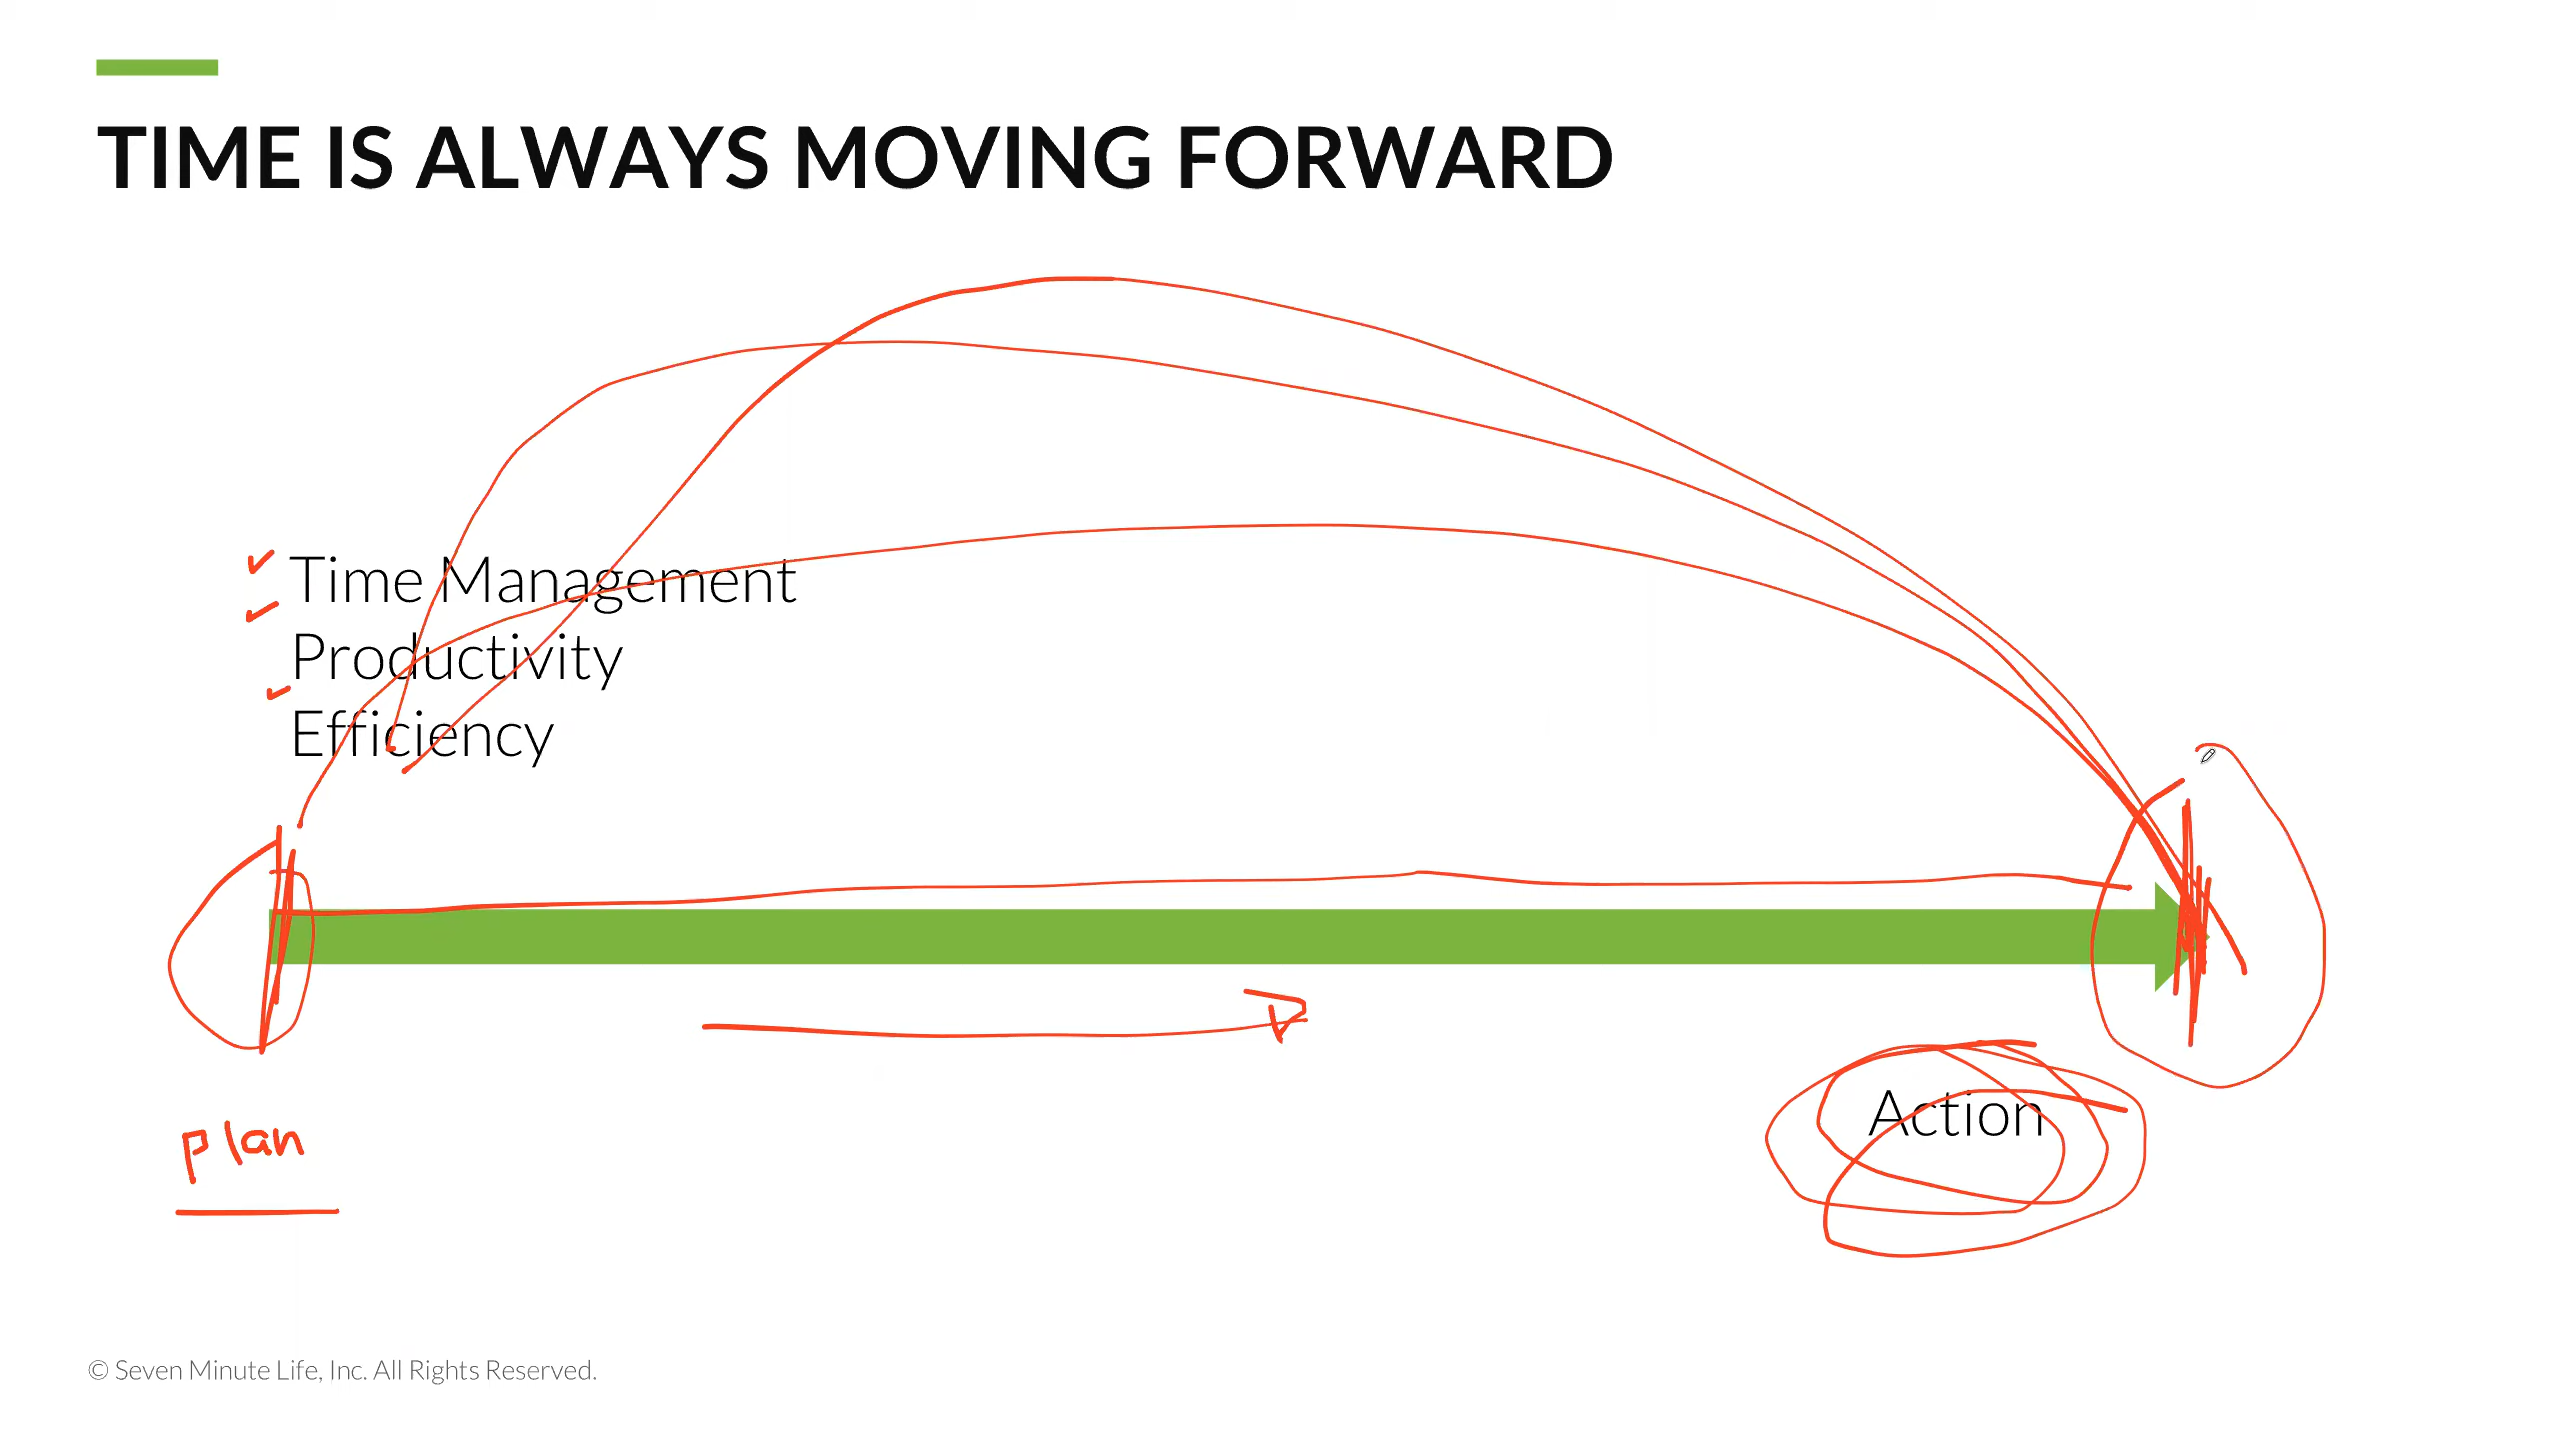 TIME IS ALWAYS MOVING FORWARD
Time Management
Productivity
Efficiency
Action
plan
© Seven Minute Life, Inc. All Rights Reserved.